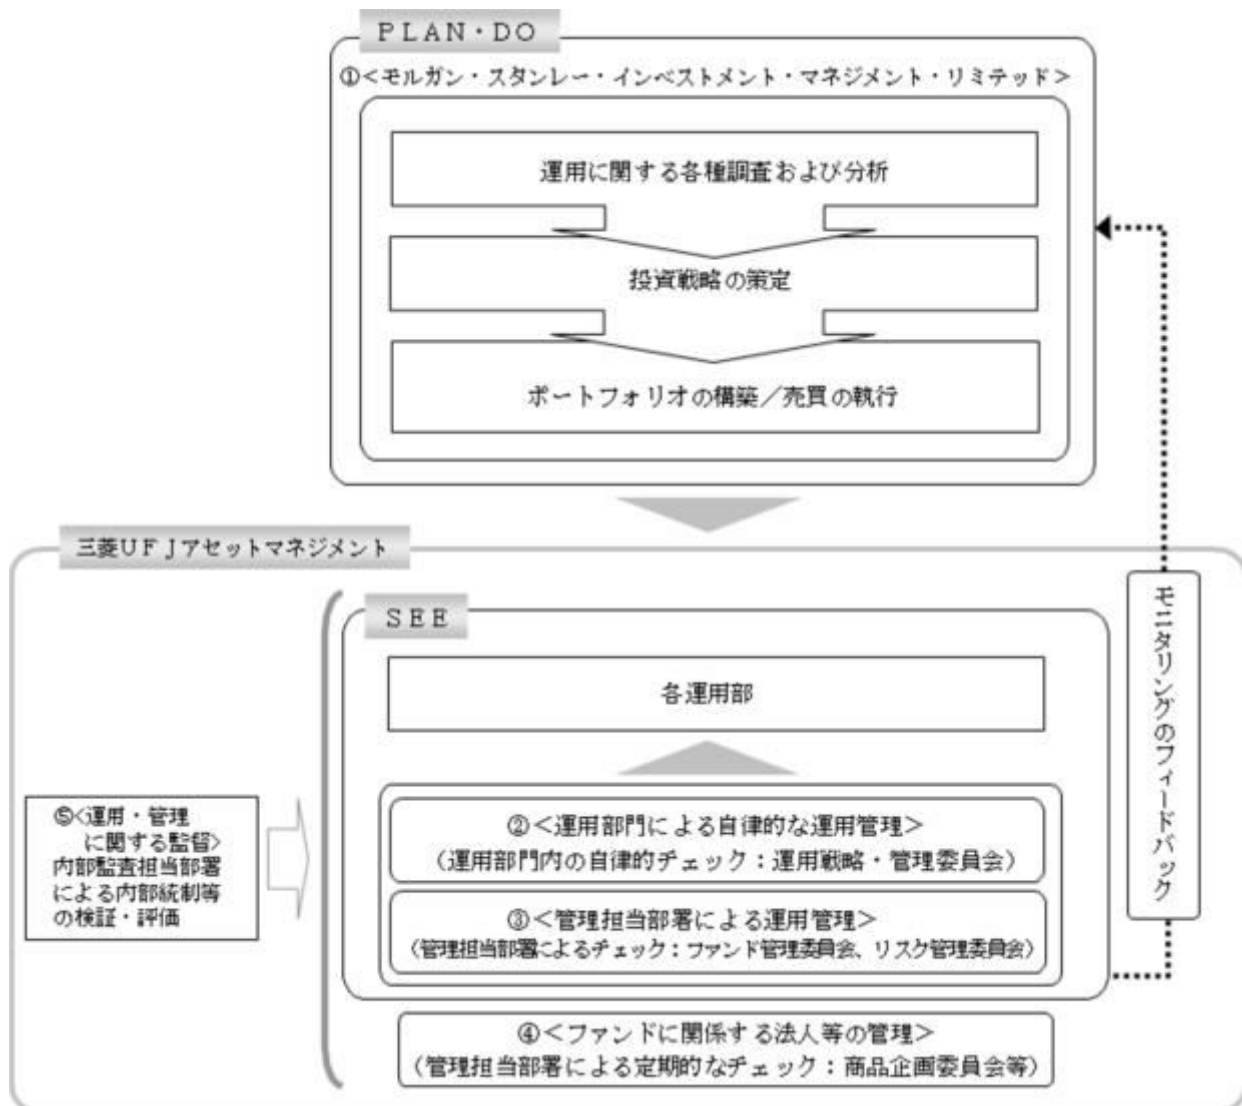 ＰＬＡＮ・ＤＯ
①＜モルガン・スタンレー・インベストメント・マネジメント・リミテッド＞
運用に関する各種調査および分析
投資戦略の策定
ポートフォリオの構築／売買の執行
三菱ＵＦＪアセットマネジメント
ＳＥＥ
各運用部
②＜運用部門による自律的な運用管理＞
（運用部門内の自律的チェック：運用戦略・管理委員会）
③＜管理担当部署による運用管理＞
（管理担当部署によるチェック：ファンド管理委員会、リスク管理委員会）
④＜ファンドに関係する法人等の管理＞
（管理担当部署による定期的なチェック：商品企画委員会等）
⑤＜運用・管理
に関する監督＞
内部監査担当部署
による内部統制等
の検証・評価
モニタリングのフィードバック